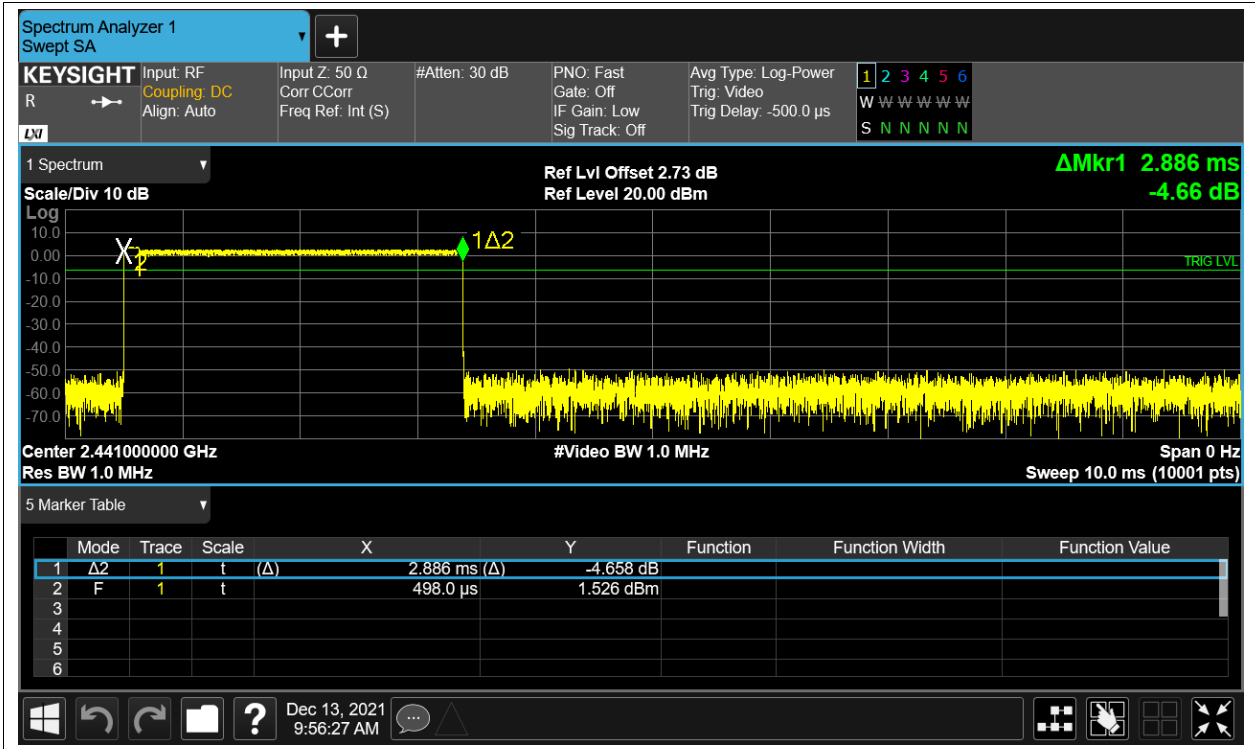 Spectrum Analyzer 1
Swept SA
KEYSIGHT Input: RF Input Z: 50 Ω #Atten: 30 dB PNO: Fast Avg Type: Log-Power 1 2 3 4 5 6
R Coupling: DC Corr CCorr Gate: Off Trig: Video W W W W W W
Align: Auto Freq Ref: Int (S) IF Gain: Low Trig Delay: -500.0 µs
LXI Sig Track: Off S N N N N N
1 Spectrum Ref Lvl Offset 2.73 dB ΔMkr1 2.886 ms
Scale/Div 10 dB Ref Level 20.00 dBm -4.66 dB
Log
10.0
1Δ2
X
2
0.00
TRIG LVL
-10.0
-20.0
-30.0
-40.0
-50.0
-60.0
-70.0
Center 2.441000000 GHz #Video BW 1.0 MHz Span 0 Hz
Res BW 1.0 MHz Sweep 10.0 ms (10001 pts)
5 Marker Table
Mode Trace Scale X Y Function Function Width Function Value
1 Δ2 1 t (Δ) 2.886 ms (Δ) -4.658 dB
2 F 1 t 498.0 µs 1.526 dBm
3
4
5
6
? Dec 13, 2021
9:56:27 AM